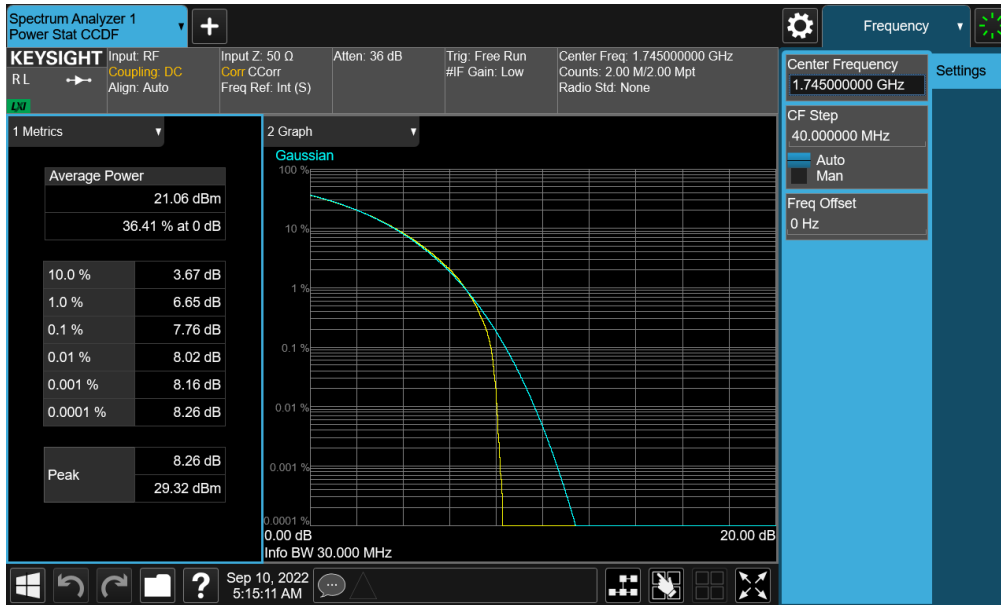 Spectrum Analyzer 1
Power Stat CCDF
Frequency
KEYSIGHT
R L
LXI
Input: RF
Coupling: DC
Align: Auto
Input Z: 50 Ω
Corr CCorr
Freq Ref: Int (S)
Atten: 36 dB
Trig: Free Run
#IF Gain: Low
Center Freq: 1.745000000 GHz
Counts: 2.00 M/2.00 Mpt
Radio Std: None
Center Frequency
1.745000000 GHz
Settings
CF Step
40.000000 MHz
Auto
Man
Freq Offset
0 Hz
1 Metrics
Average Power
21.06 dBm
36.41 % at 0 dB
10.0 % 3.67 dB
1.0 % 6.65 dB
0.1 % 7.76 dB
0.01 % 8.02 dB
0.001 % 8.16 dB
0.0001 % 8.26 dB
Peak
8.26 dB
29.32 dBm
2 Graph
Gaussian
100 %
10 %
1 %
0.1 %
0.01 %
0.001 %
0.0001 %
0.00 dB 20.00 dB
Info BW 30.000 MHz
?
Sep 10, 2022
5:15:11 AM